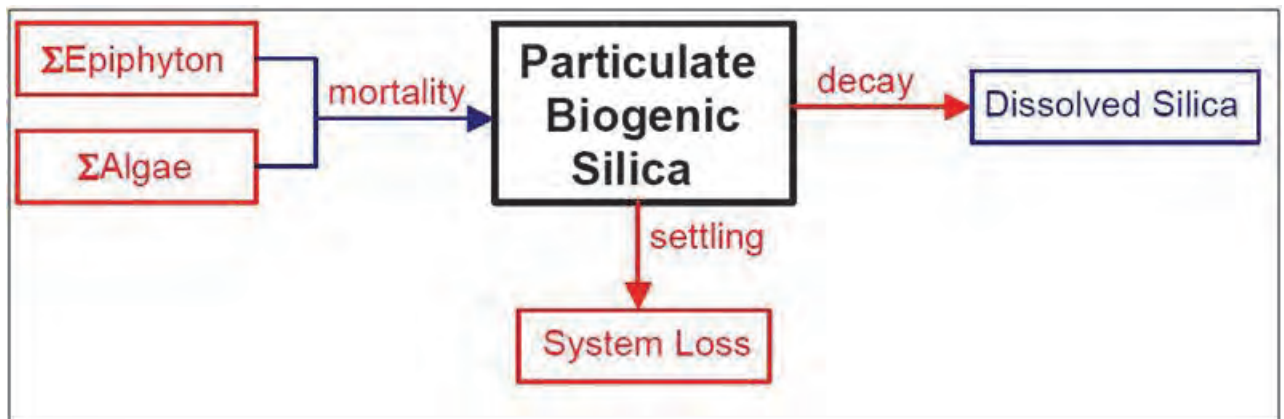 ΣEpiphyton
ΣAlgae
mortality
Particulate
Biogenic
Silica
decay
Dissolved Silica
settling
System Loss